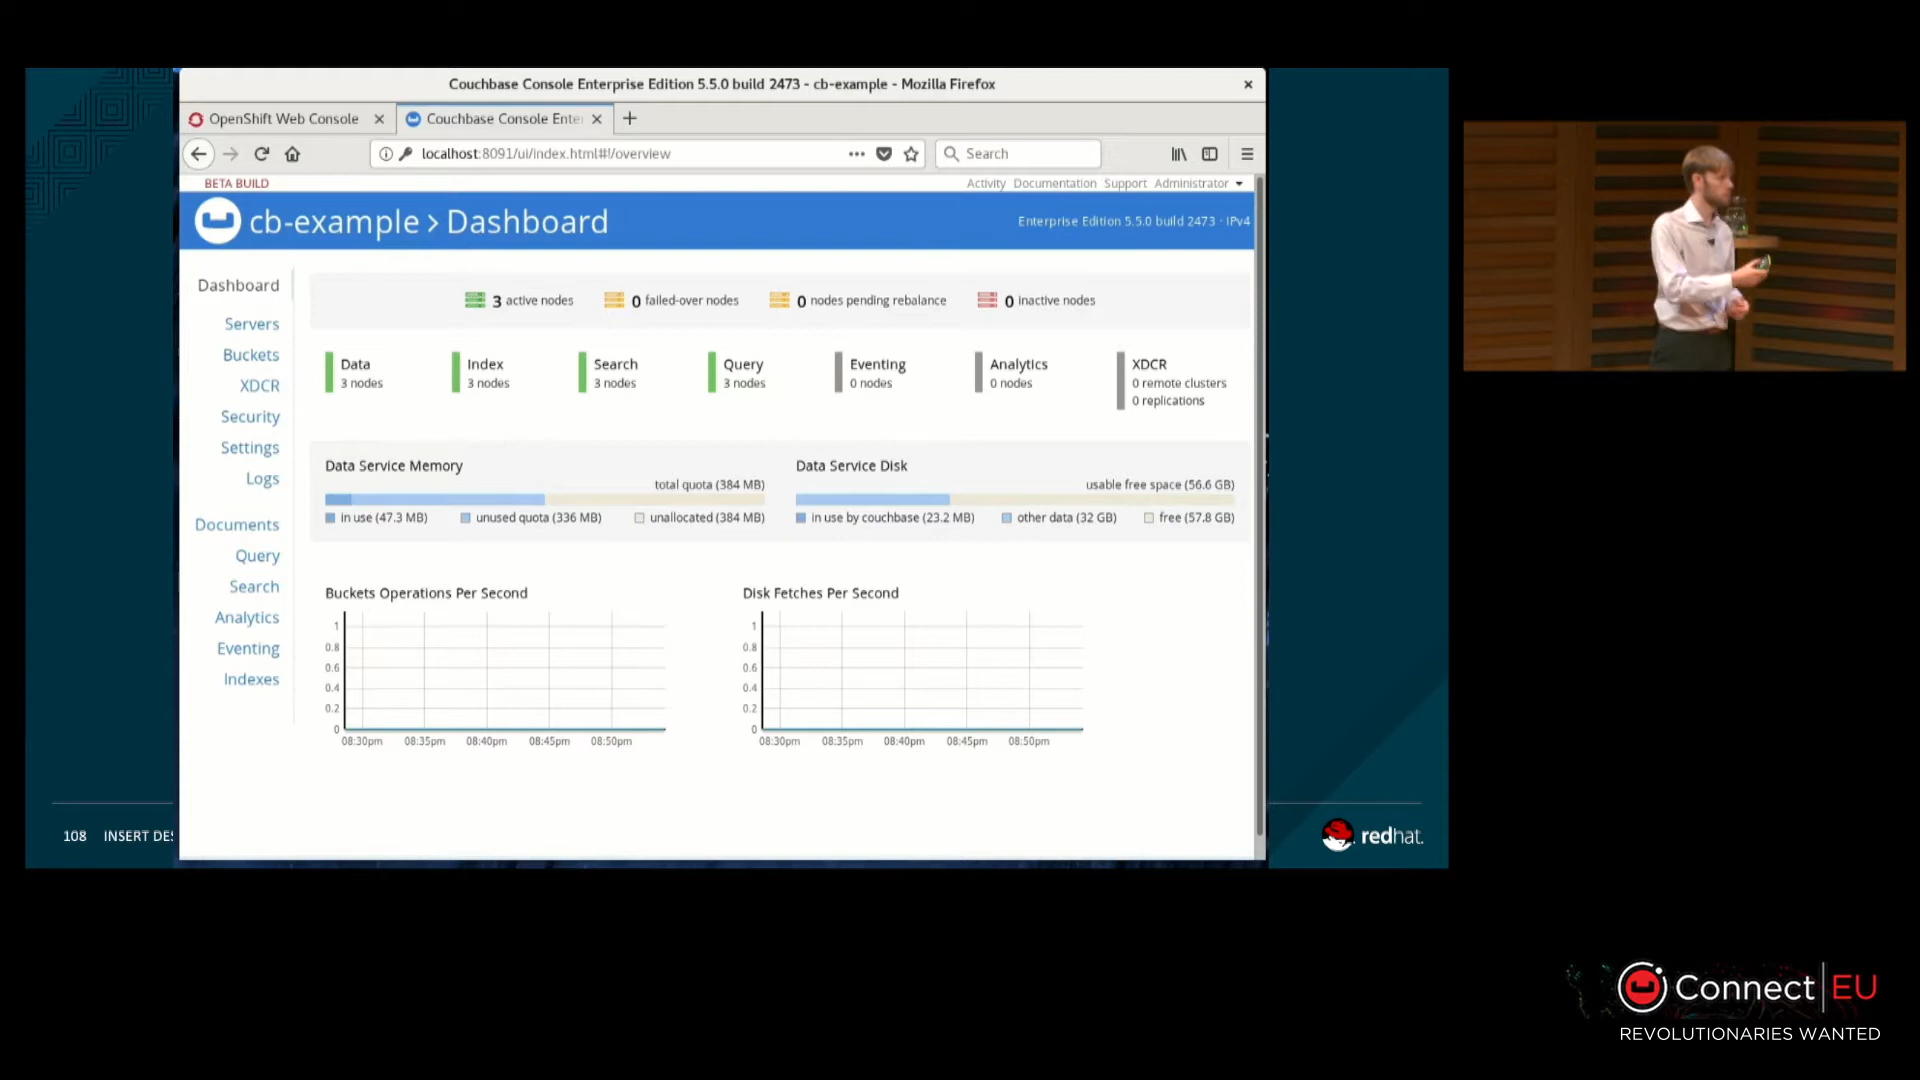 Couchbase Console Enterprise Edition 5.5.0 build 2473 - cb-example - Mozilla Firefox
OpenShift Web Console
Couchbase Console Enter
localhost:8091/ui/index.html#!/overview
Search
BETA BUILD
Activity Documentation Support Administrator
cb-example > Dashboard
Enterprise Edition 5.5.0 build 2473 · IPv4
Dashboard
Servers
Buckets
XDCR
Security
Settings
Logs
Documents
Query
Search
Analytics
Eventing
Indexes
3 active nodes
0 failed-over nodes
0 nodes pending rebalance
0 inactive nodes
Data
3 nodes
Index
3 nodes
Search
3 nodes
Query
3 nodes
Eventing
0 nodes
Analytics
0 nodes
XDCR
0 remote clusters
0 replications
Data Service Memory
total quota (384 MB)
in use (47.3 MB)
unused quota (336 MB)
unallocated (384 MB)
Data Service Disk
usable free space (56.6 GB)
in use by couchbase (23.2 MB)
other data (32 GB)
free (57.8 GB)
Buckets Operations Per Second
1
0.8
0.6
0.4
0.2
0
08:30pm 08:35pm 08:40pm 08:45pm 08:50pm
Disk Fetches Per Second
1
0.8
0.6
0.4
0.2
0
08:30pm 08:35pm 08:40pm 08:45pm 08:50pm
108 INSERT DES
redhat.
Connect | EU
REVOLUTIONARIES WANTED